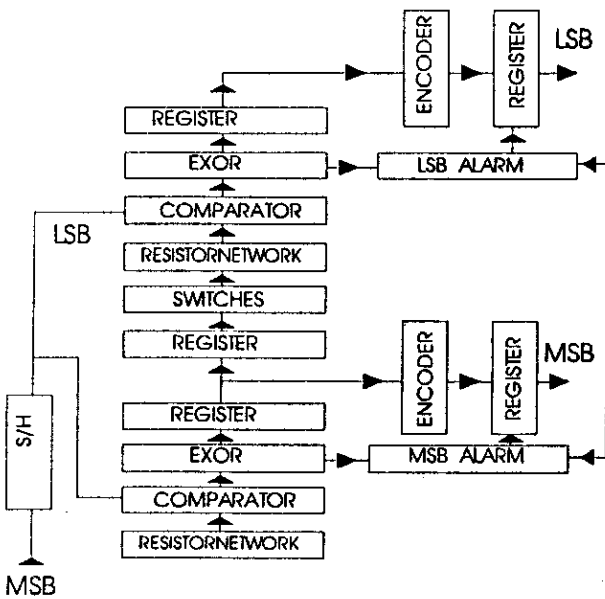 LSB
ENCODER
REGISTER
REGISTER
EXOR
LSB ALARM
COMPARATOR
LSB
RESISTORNETWORK
SWITCHES
REGISTER
ENCODER
REGISTER
MSB
REGISTER
S/H
EXOR
MSB ALARM
COMPARATOR
RESISTORNETWORK
MSB